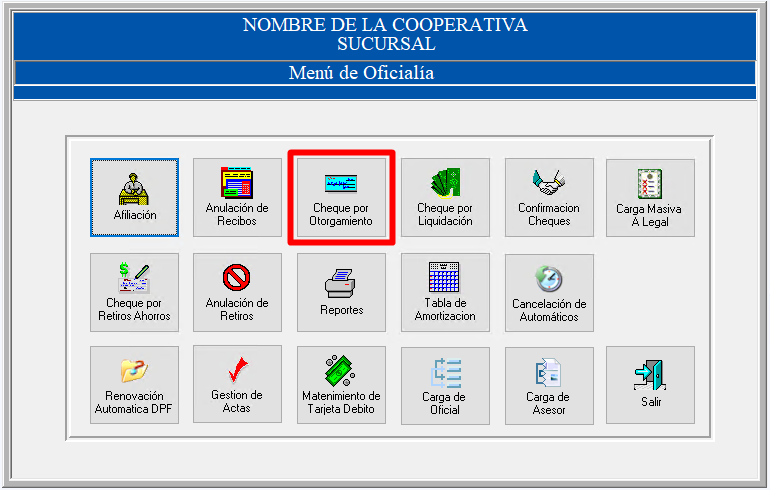 NOMBRE DE LA COOPERATIVA
SUCURSAL
Menú de Oficialía
Afiliación
Anulación de
Recibos
Cheque por
Otorgamiento
Cheque por
Liquidación
Confirmacion
Cheques
Carga Masiva
A Legal
Cheque por
Retiros Ahorros
Anulación de
Retiros
Reportes
Tabla de
Amortizacion
Cancelación de
Automáticos
Renovación
Automatica DPF
Gestion de
Actas
Matenimiento de
Tarjeta Debito
Carga de
Oficial
Carga de
Asesor
Salir